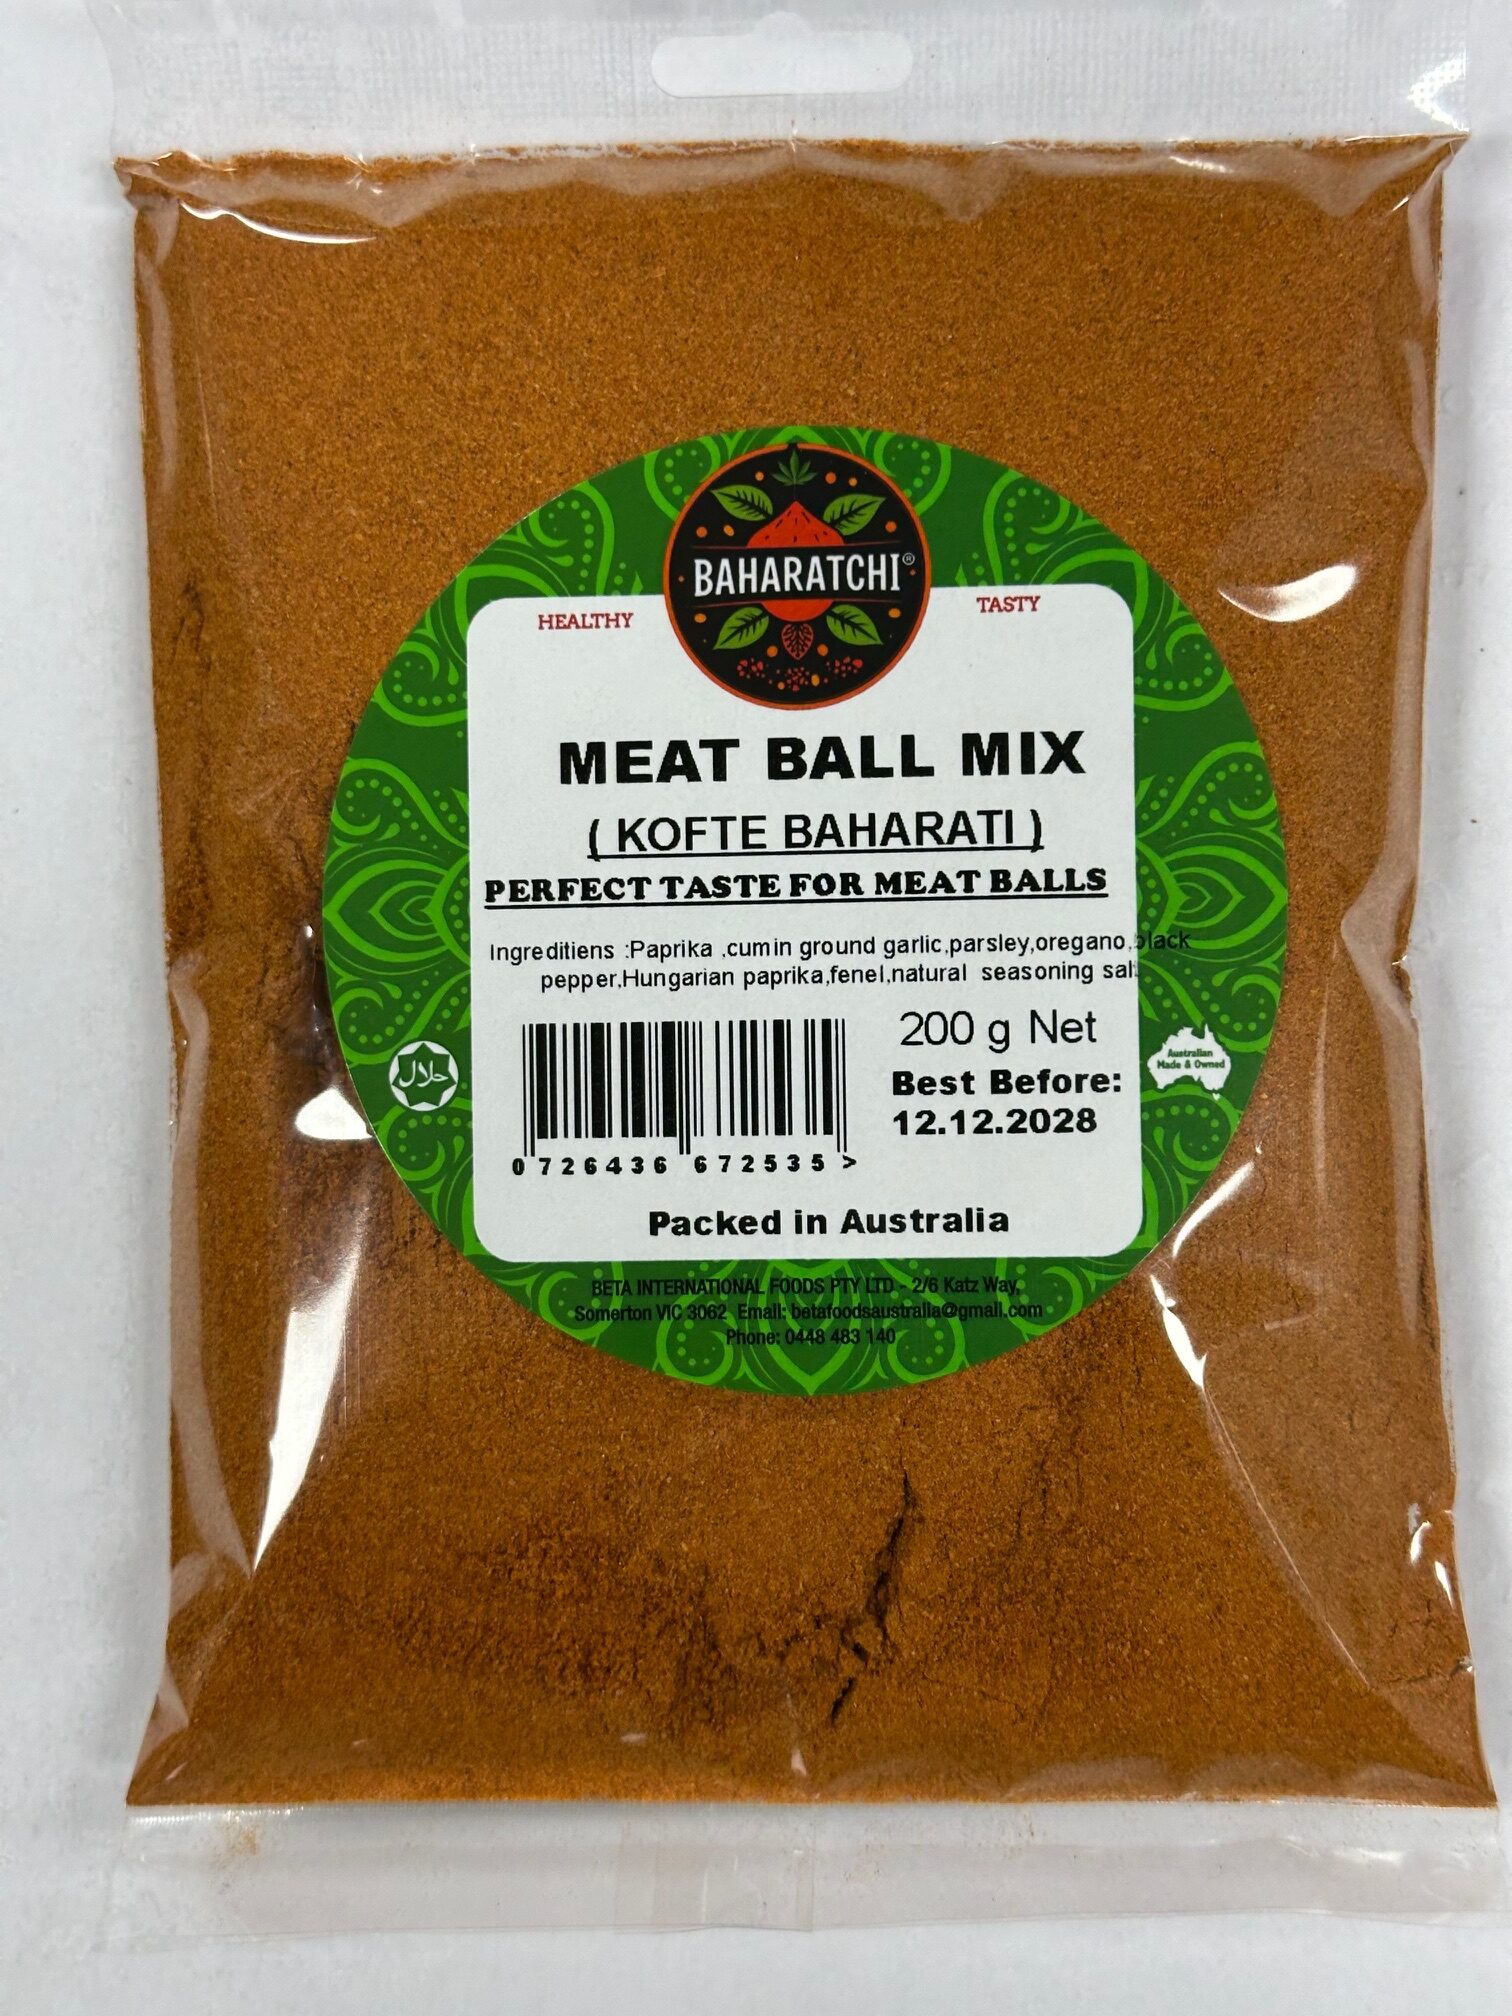 BAHARATCHI®
HEALTHY
TASTY
MEAT BALL MIX
( KOFTE BAHARATI )
PERFECT TASTE FOR MEAT BALLS
Ingreditiens :Paprika ,cumin ground garlic,parsley,oregano,black
pepper,Hungarian paprika,fenel,natural seasoning salt
200 g Net
حلال
Australian
Made & Owned
Best Before:
12.12.2028
0 726436 672535 >
Packed in Australia
BETA INTERNATIONAL FOODS PTY LTD - 2/6 Katz Way,
Somerton VIC 3062 Email: betafoodsaustralia@gmail.com
Phone: 0448 483 140